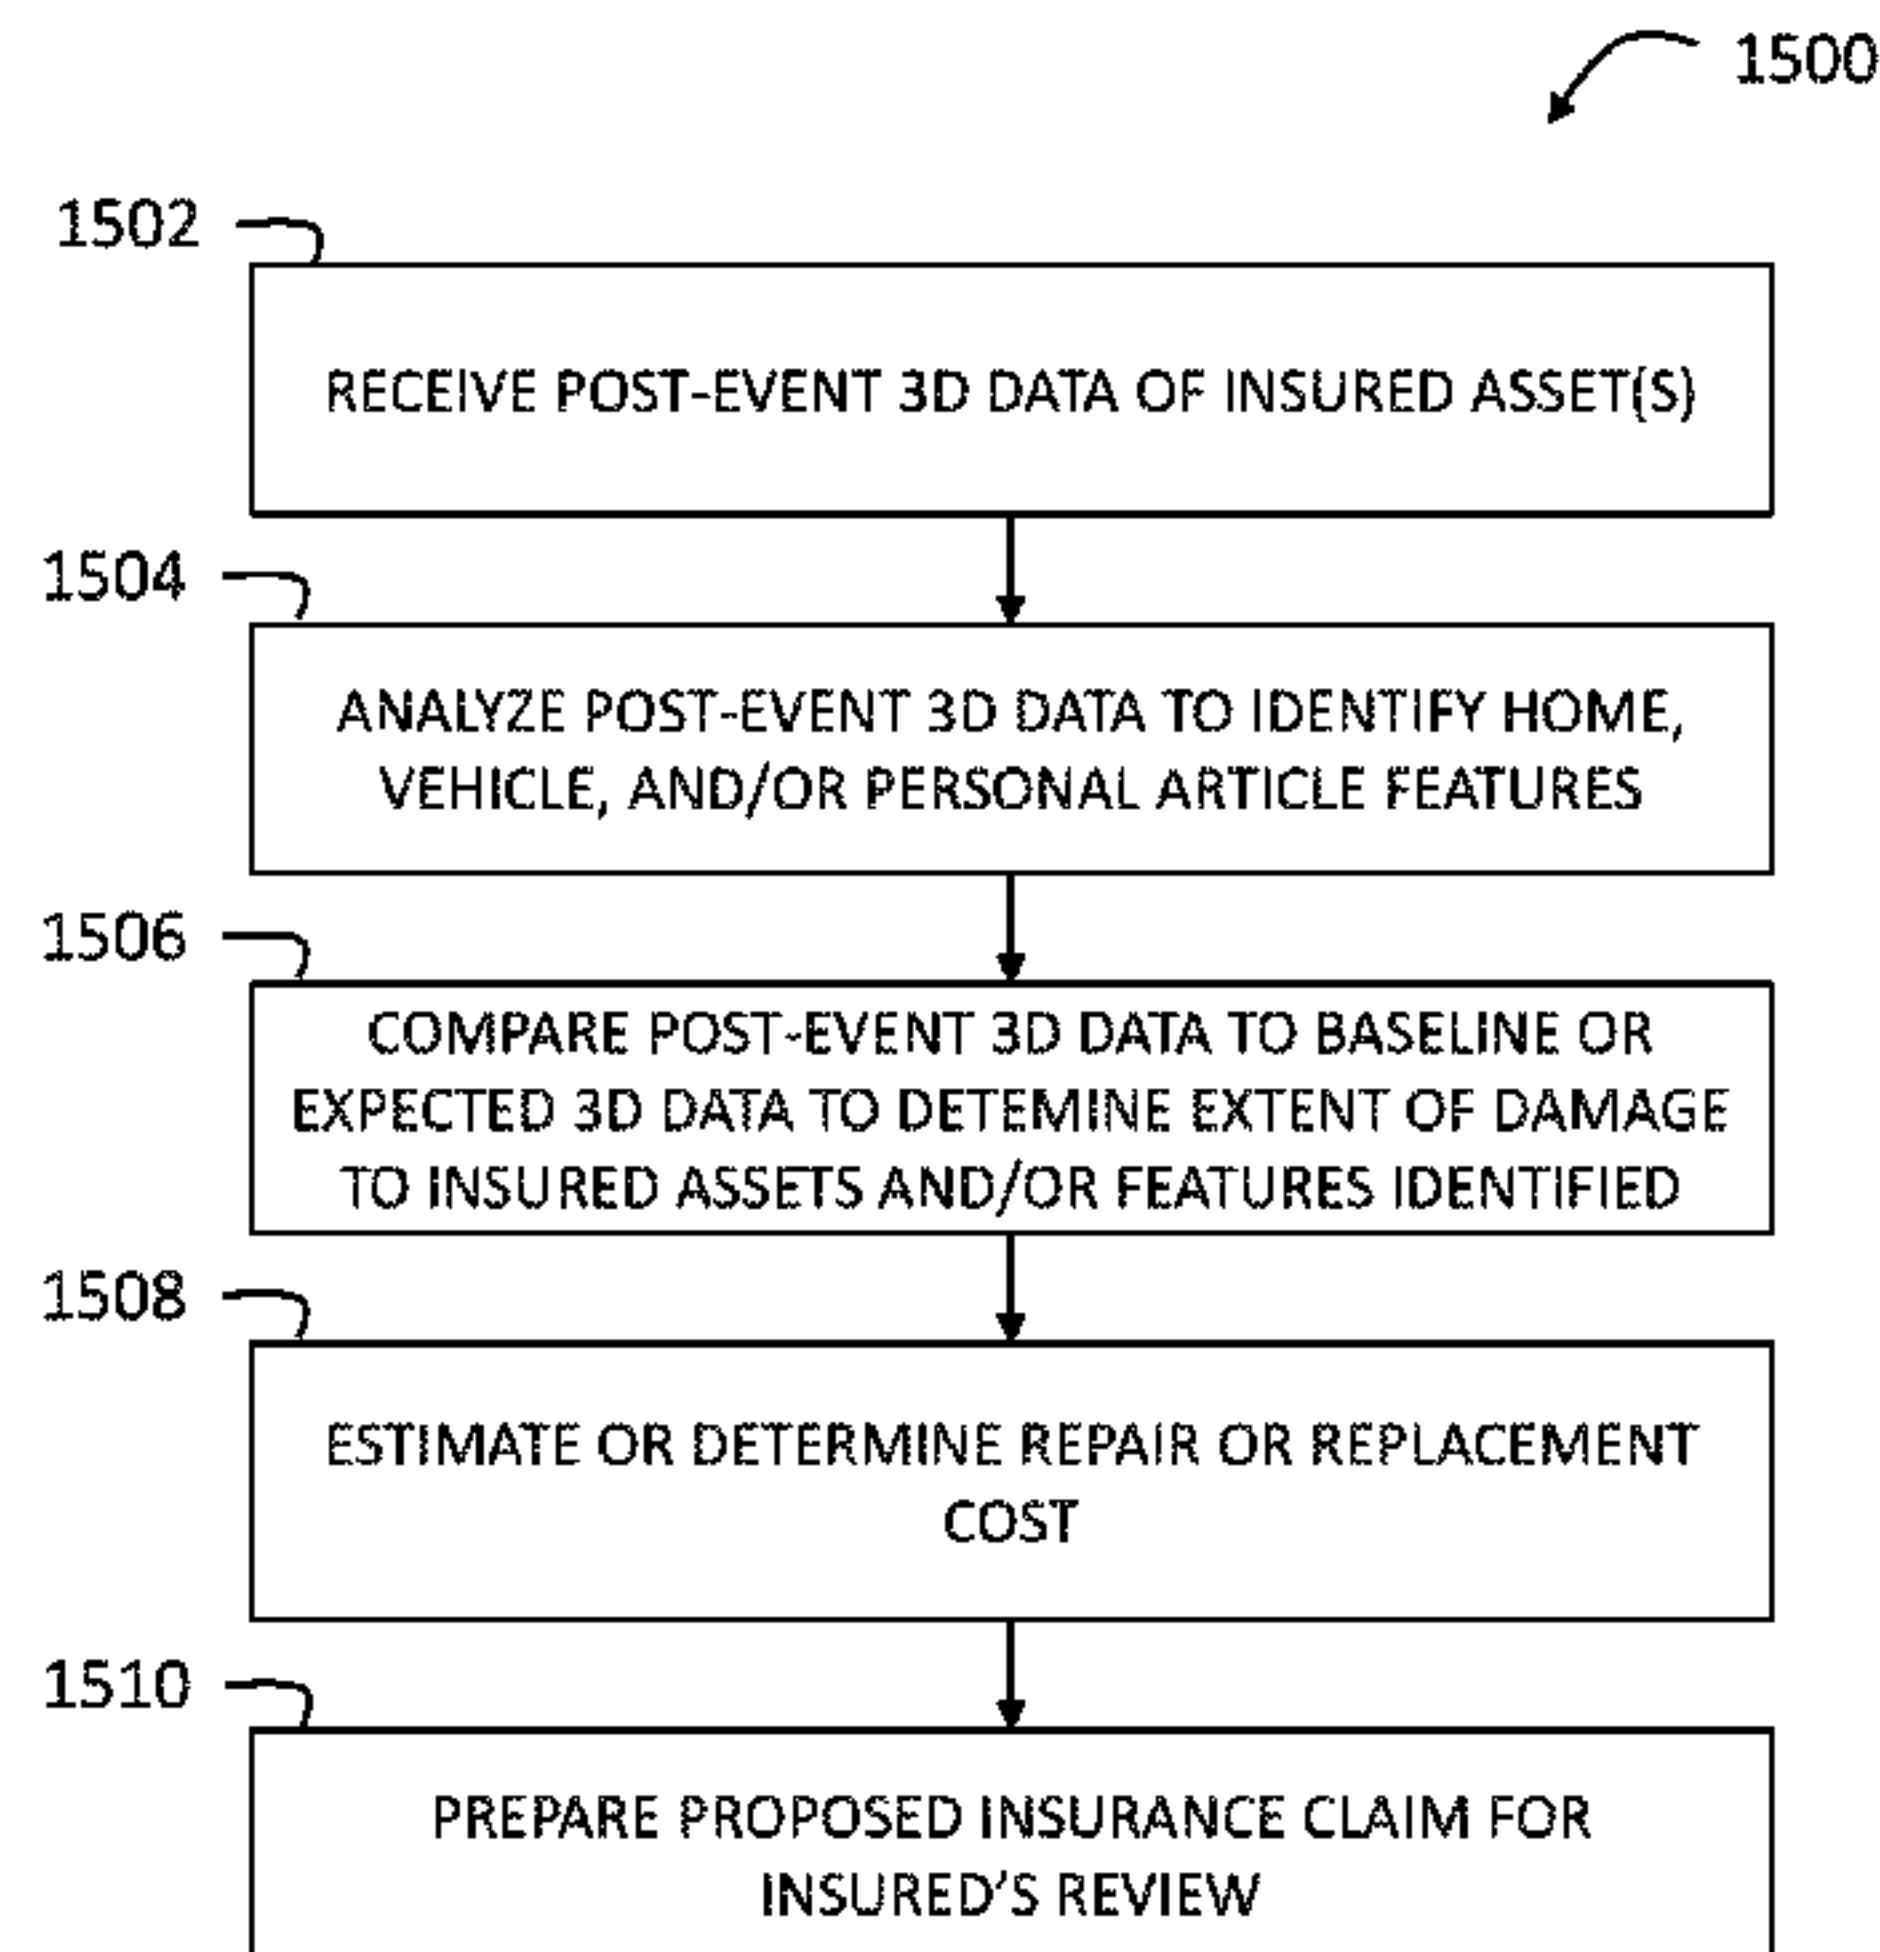 1500
1502
RECEIVE POST-EVENT 3D DATA OF INSURED ASSET(S)
1504
ANALYZE POST-EVENT 3D DATA TO IDENTIFY HOME,
VEHICLE, AND/OR PERSONAL ARTICLE FEATURES
1506
COMPARE POST-EVENT 3D DATA TO BASELINE OR
EXPECTED 3D DATA TO DETEMINE EXTENT OF DAMAGE
TO INSURED ASSETS AND/OR FEATURES IDENTIFIED
1508
ESTIMATE OR DETERMINE REPAIR OR REPLACEMENT
COST
1510
PREPARE PROPOSED INSURANCE CLAIM FOR
INSURED'S REVIEW